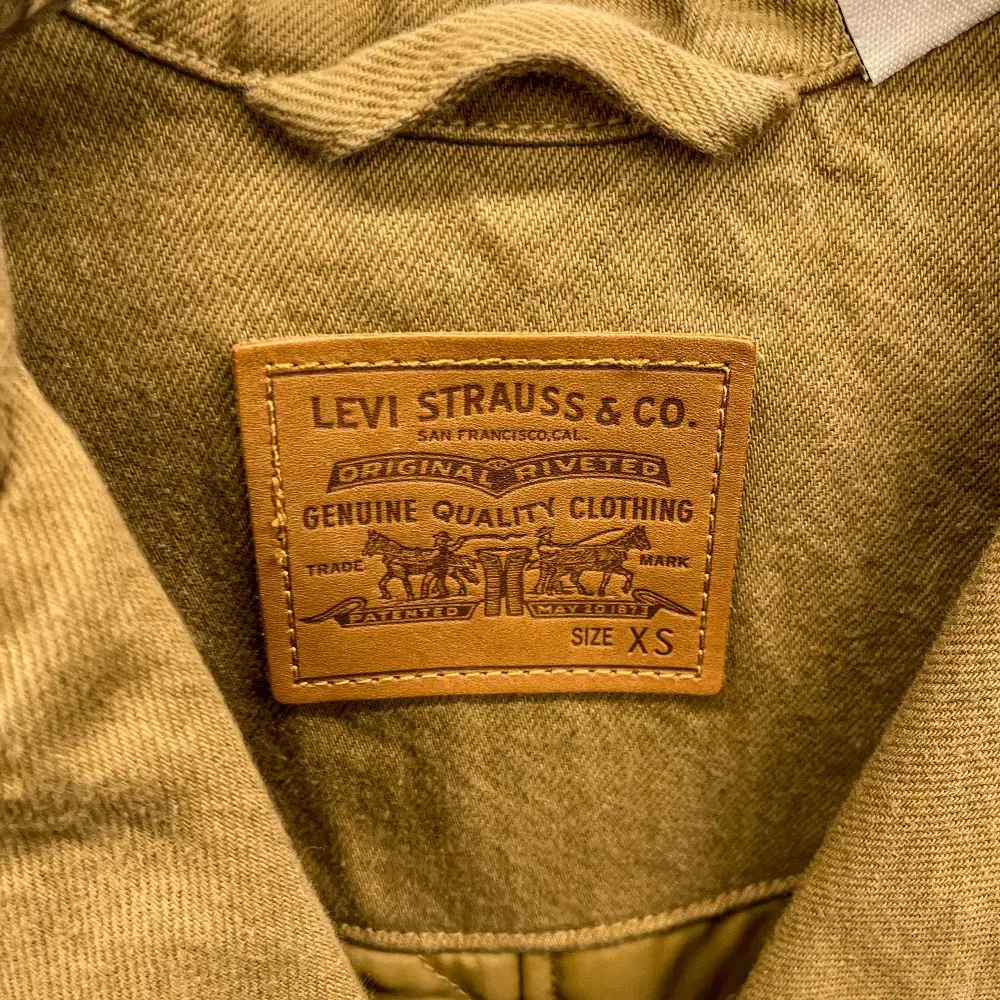 LEVI STRAUSS & CO.
SAN FRANCISCO, CAL.
ORIGINAL RIVETED
GENUINE QUALITY CLOTHING
TRADE MARK
PATENTED MAY 20 1873
SIZE XS